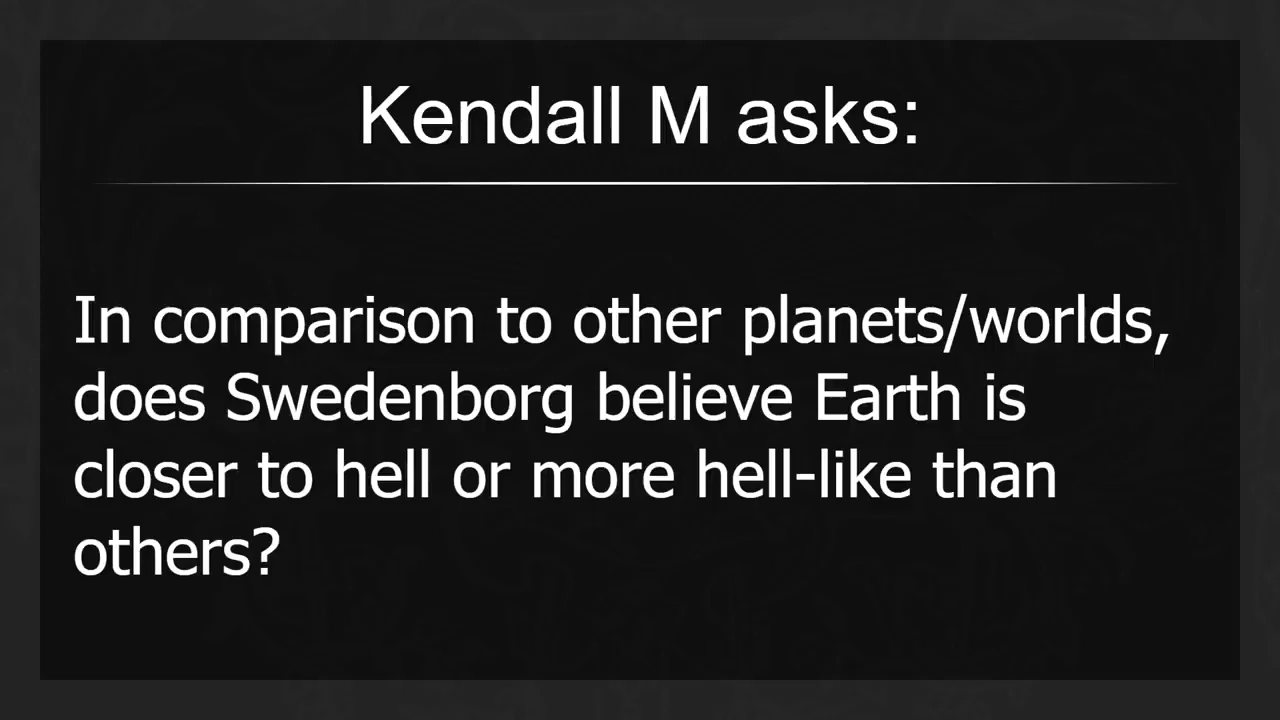 Kendall M asks:
In comparison to other planets/worlds,
does Swedenborg believe Earth is
closer to hell or more hell-like than
others?